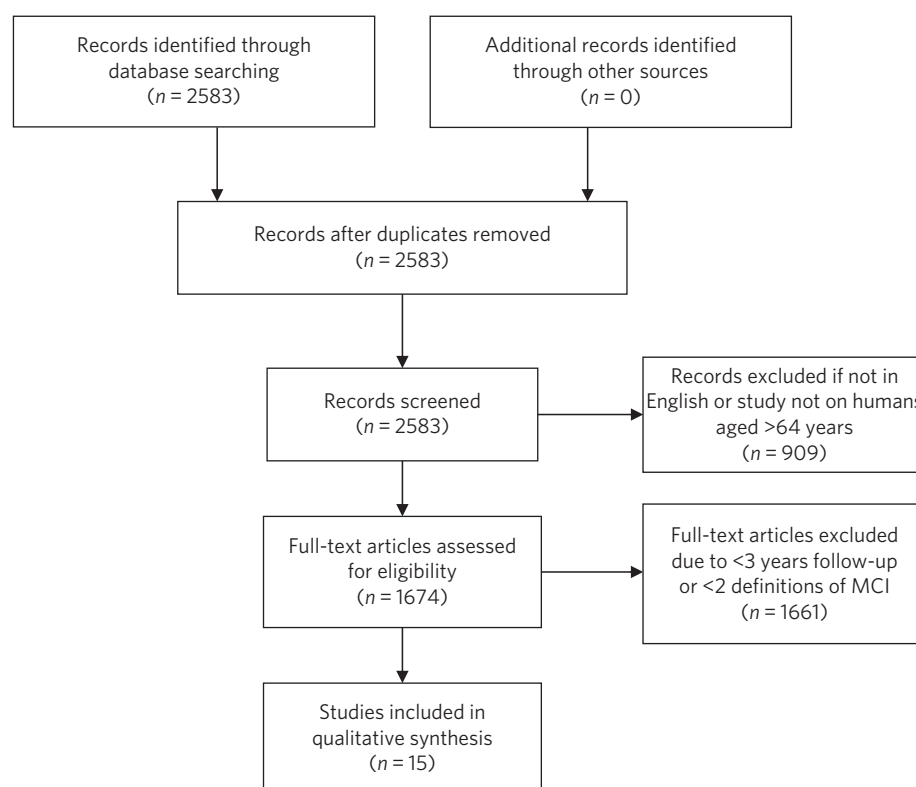 Records identified through
database searching
(n = 2583)
Additional records identified
through other sources
(n = 0)
Records after duplicates removed
(n = 2583)
Records screened
(n = 2583)
Records excluded if not in
English or study not on humans
aged >64 years
(n = 909)
Full-text articles assessed
for eligibility
(n = 1674)
Full-text articles excluded
due to <3 years follow-up
or <2 definitions of MCI
(n = 1661)
Studies included in
qualitative synthesis
(n = 15)